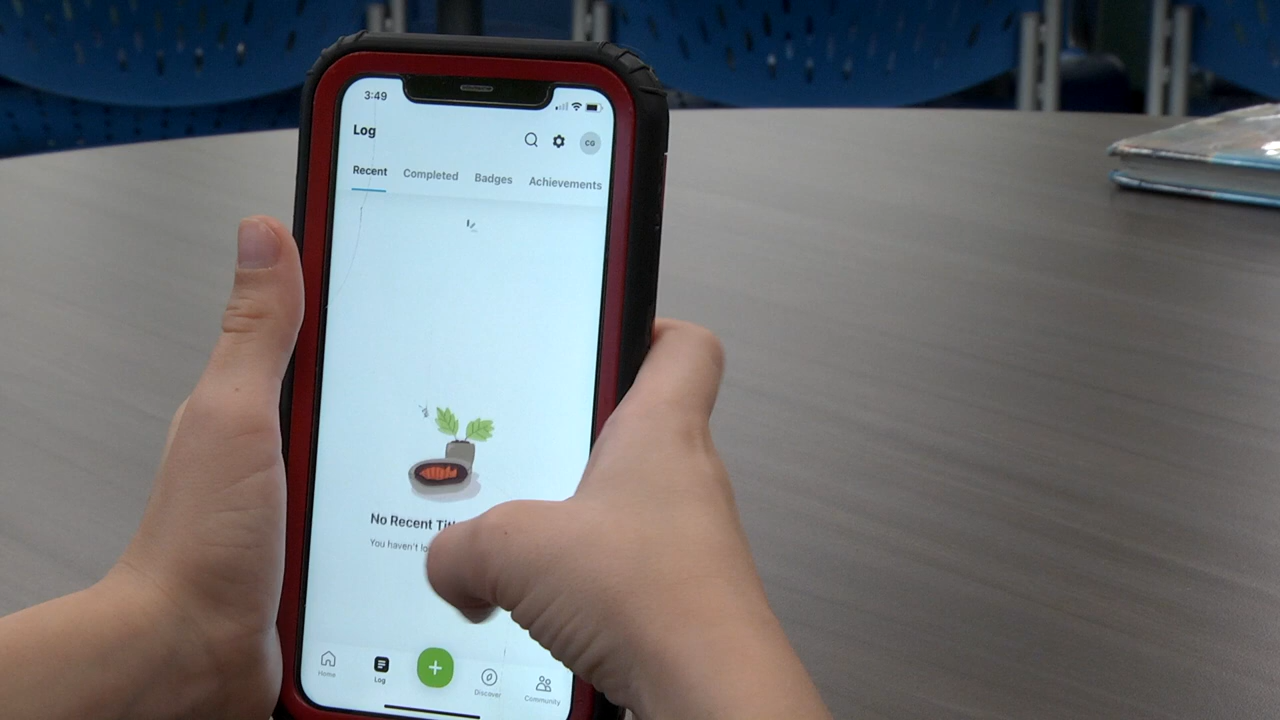 3:49
Log
CG
Recent Completed Badges Achievements
No Recent
You haven't
Home Log Discover Community